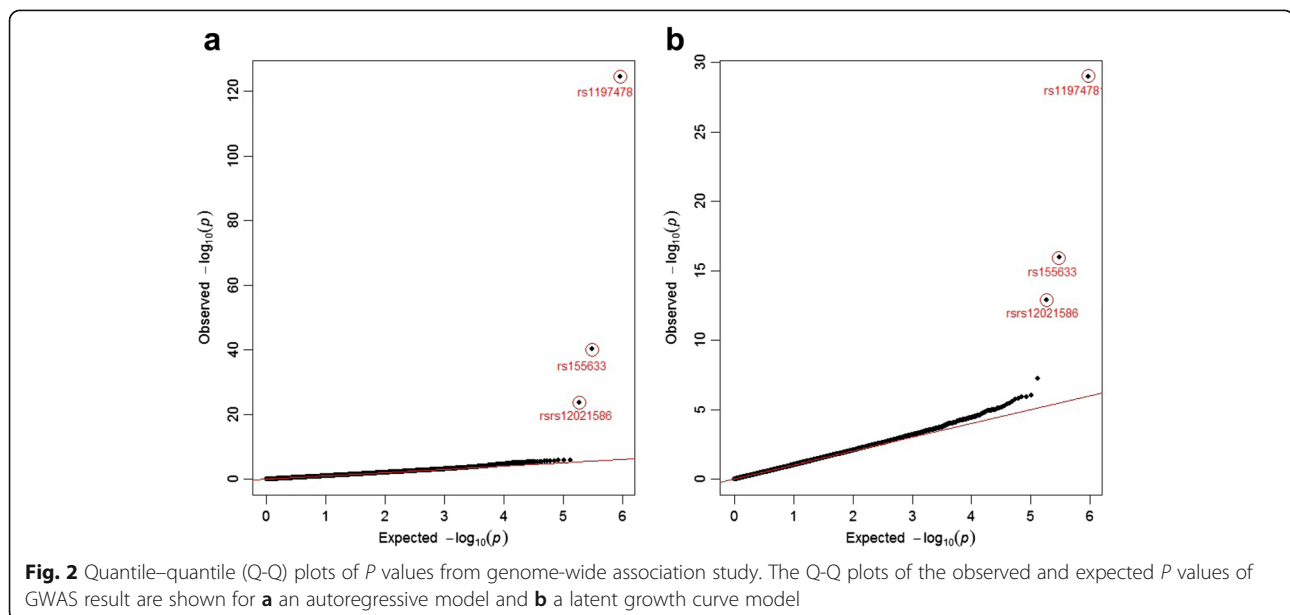 a
120
100
80
60
40
20
0
Observed −log10(p)
rs1197478
rs155633
rsrs12021586
0 1 2 3 4 5 6
Expected −log10(p)
b
30
25
20
15
10
5
0
Observed −log10(p)
rs1197478
rs155633
rsrs12021586
0 1 2 3 4 5 6
Expected −log10(p)
Fig. 2 Quantile–quantile (Q-Q) plots of P values from genome-wide association study. The Q-Q plots of the observed and expected P values of
GWAS result are shown for a an autoregressive model and b a latent growth curve model